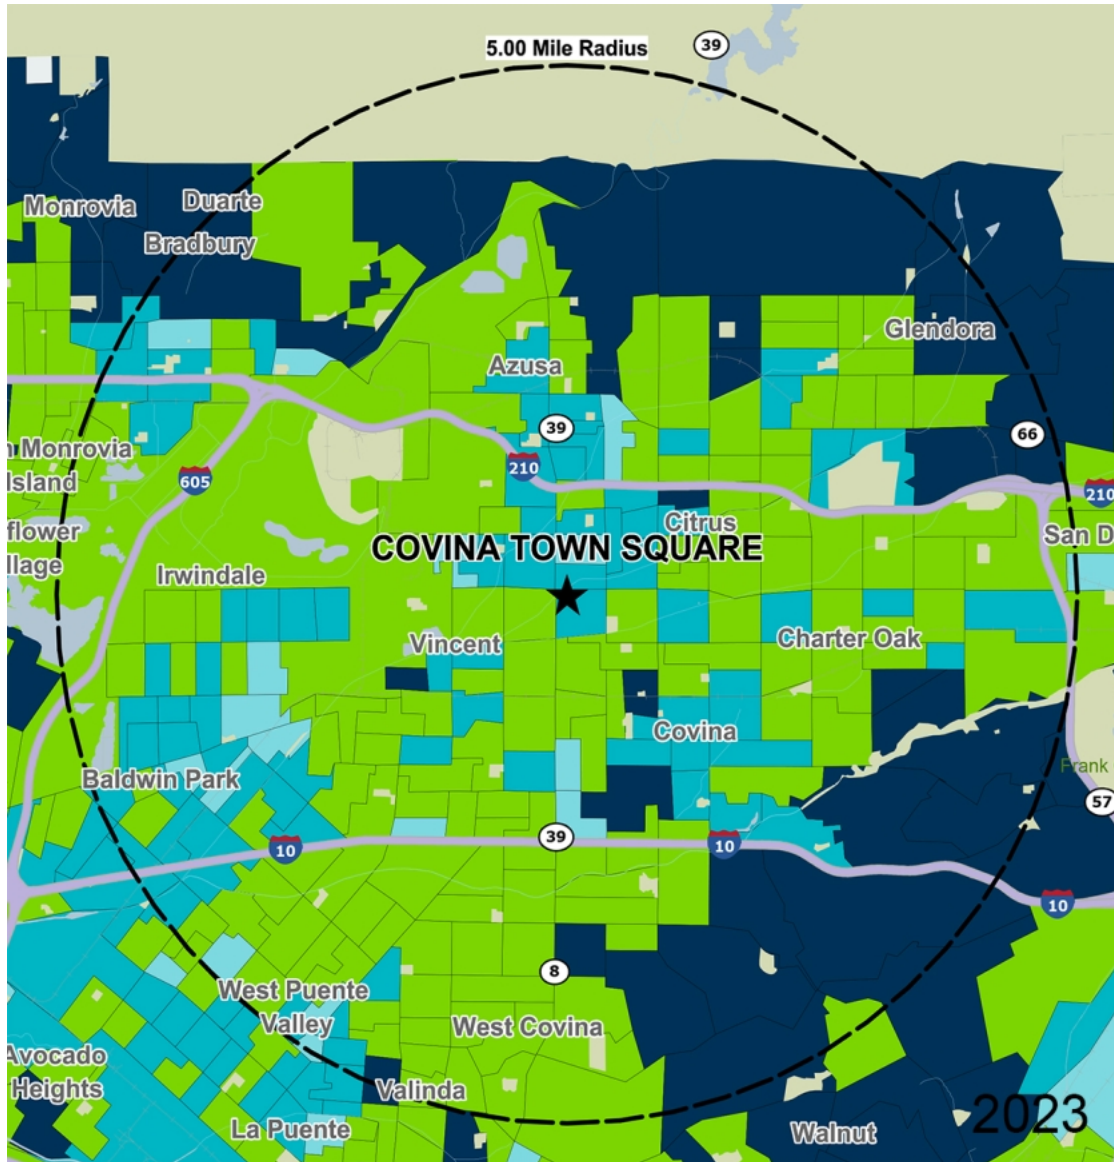 39
5.00 Mile Radius
Monrovia
Duarte
Bradbury
Glendora
Azusa
39
66
n Monrovia
Island
605
210
210
flower
llage
Citrus
San D
COVINA TOWN SQUARE
Irwindale
Vincent
Charter Oak
Covina
Baldwin Park
Frank
57
39
10
10
10
8
West Puente
Valley
West Covina
Avocado
Heights
Valinda
La Puente
Walnut
2023